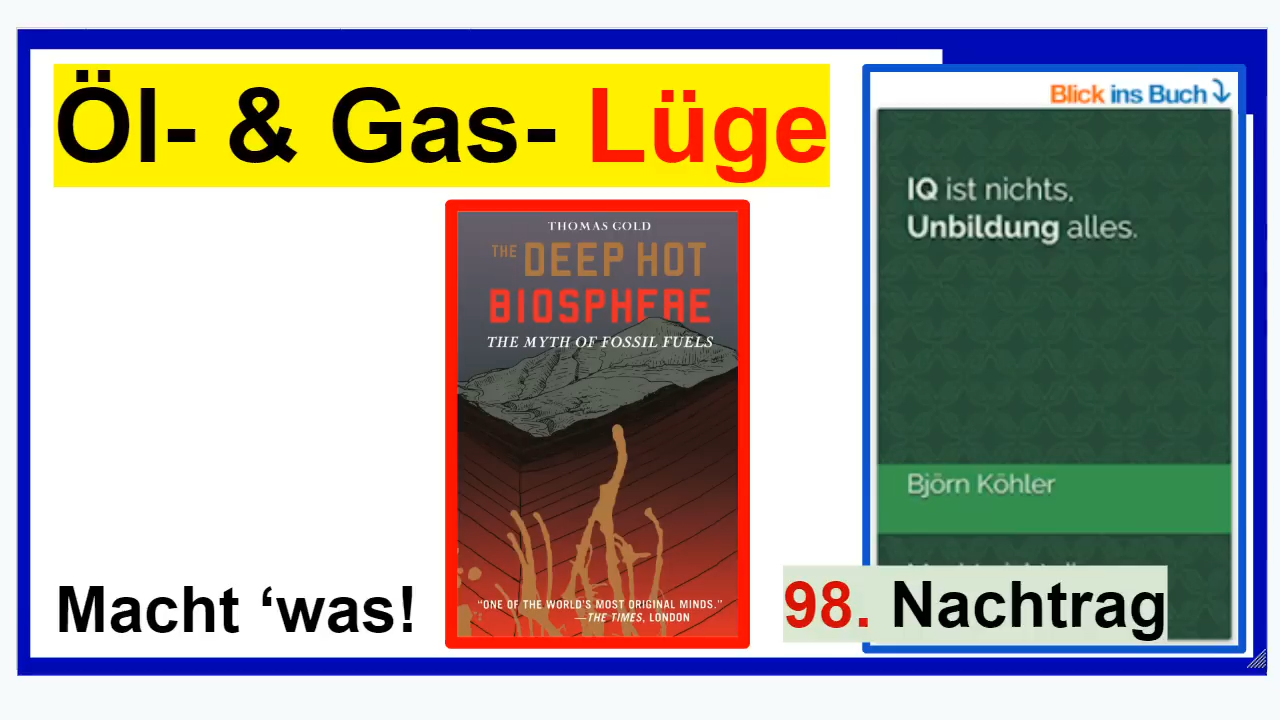 Öl- & Gas- Lüge
THOMAS GOLD
THE DEEP HOT
BIOSPHERE
THE MYTH OF FOSSIL FUELS
"ONE OF THE WORLD'S MOST ORIGINAL MINDS."
—THE TIMES, LONDON
Blick ins Buch
IQ ist nichts,
Unbildung alles.
Björn Köhler
Macht ‘was!
98. Nachtrag